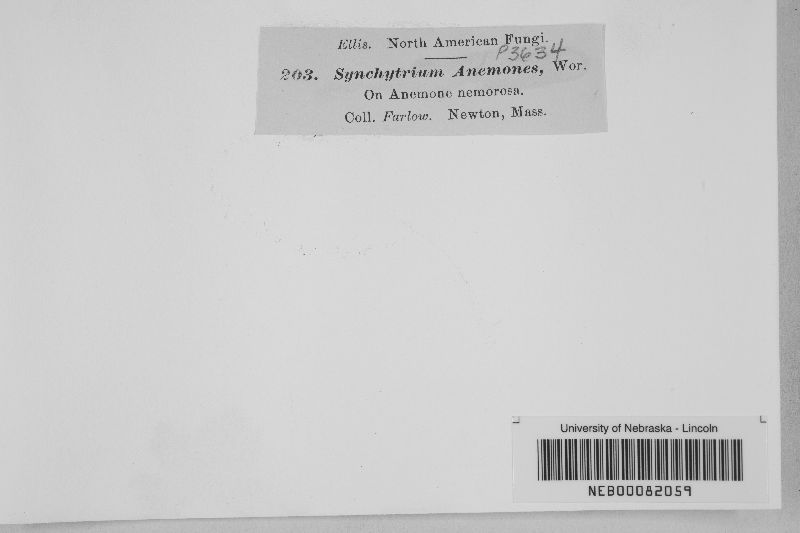 Ellis. North American Fungi.
P3634
203. Synchytrium Anemones, Wor.
On Anemone nemorosa.
Coll. Farlow. Newton, Mass.
University of Nebraska - Lincoln
NEB00082059